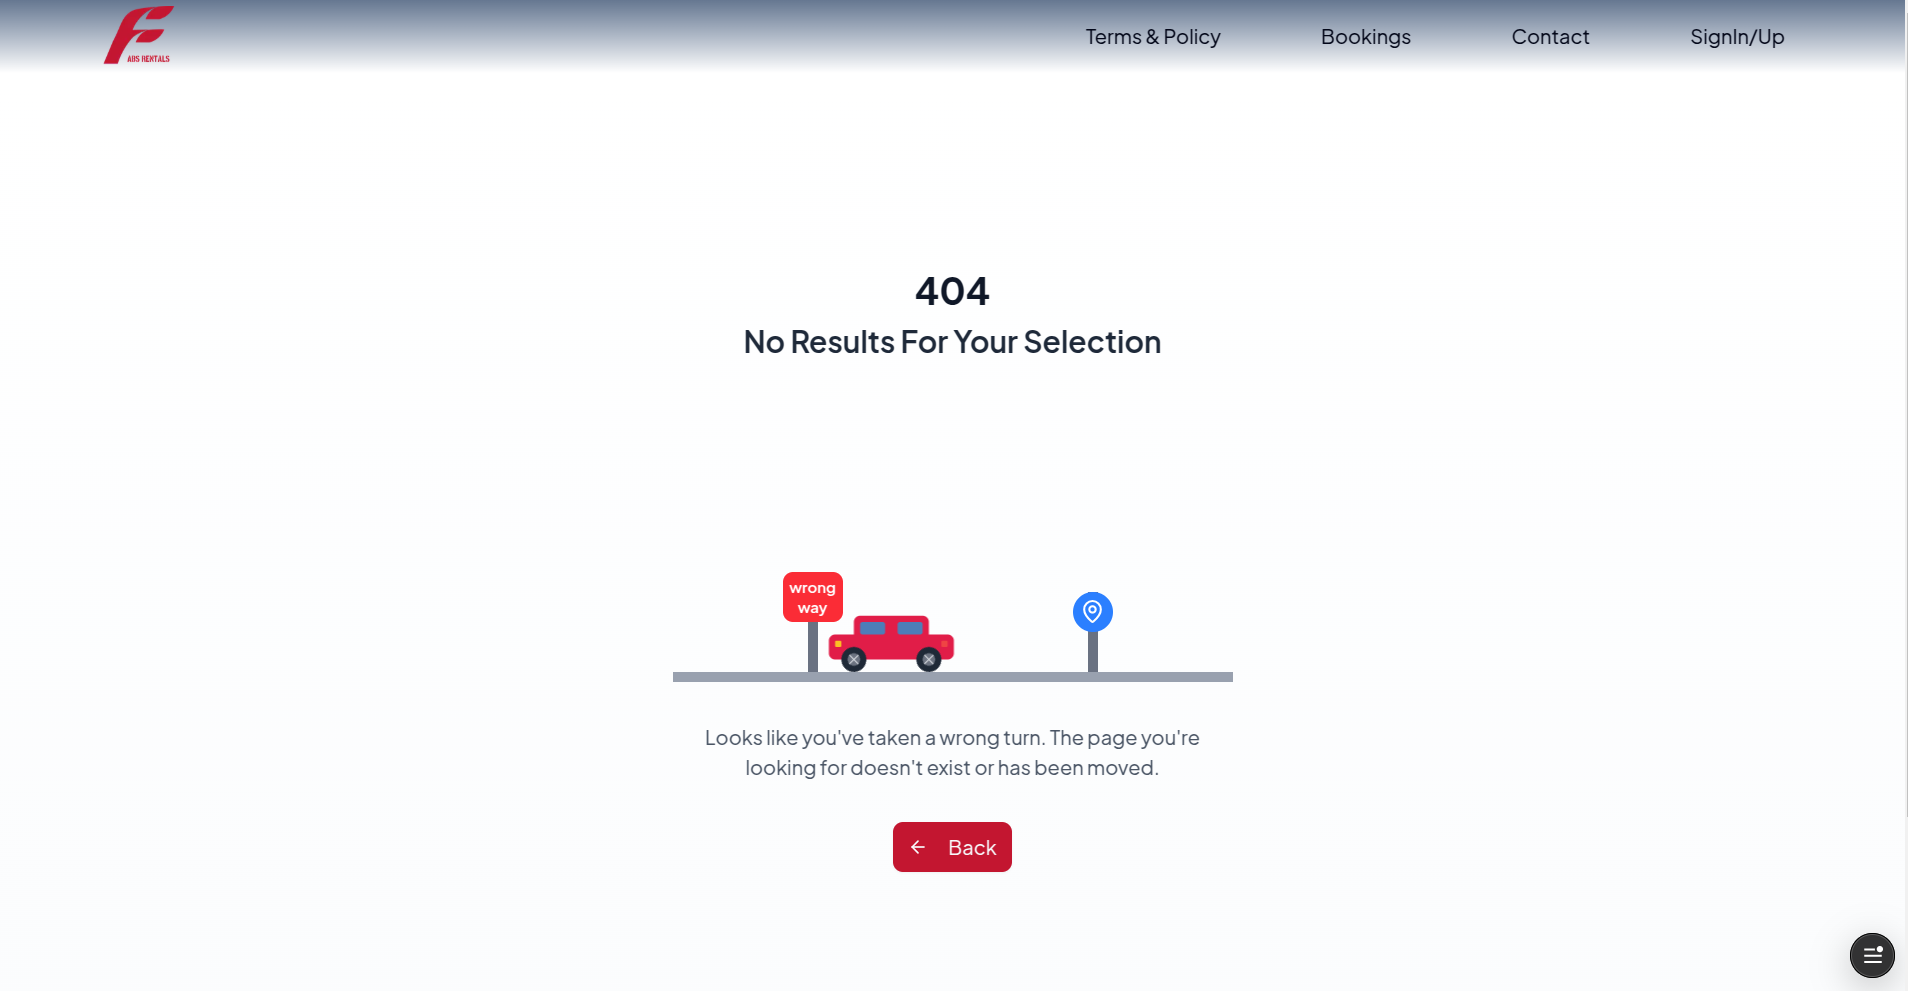 ABS RENTALS
Terms & Policy
Bookings
Contact
SignIn/Up
404
No Results For Your Selection
wrong
way
Looks like you've taken a wrong turn. The page you're
looking for doesn't exist or has been moved.
Back